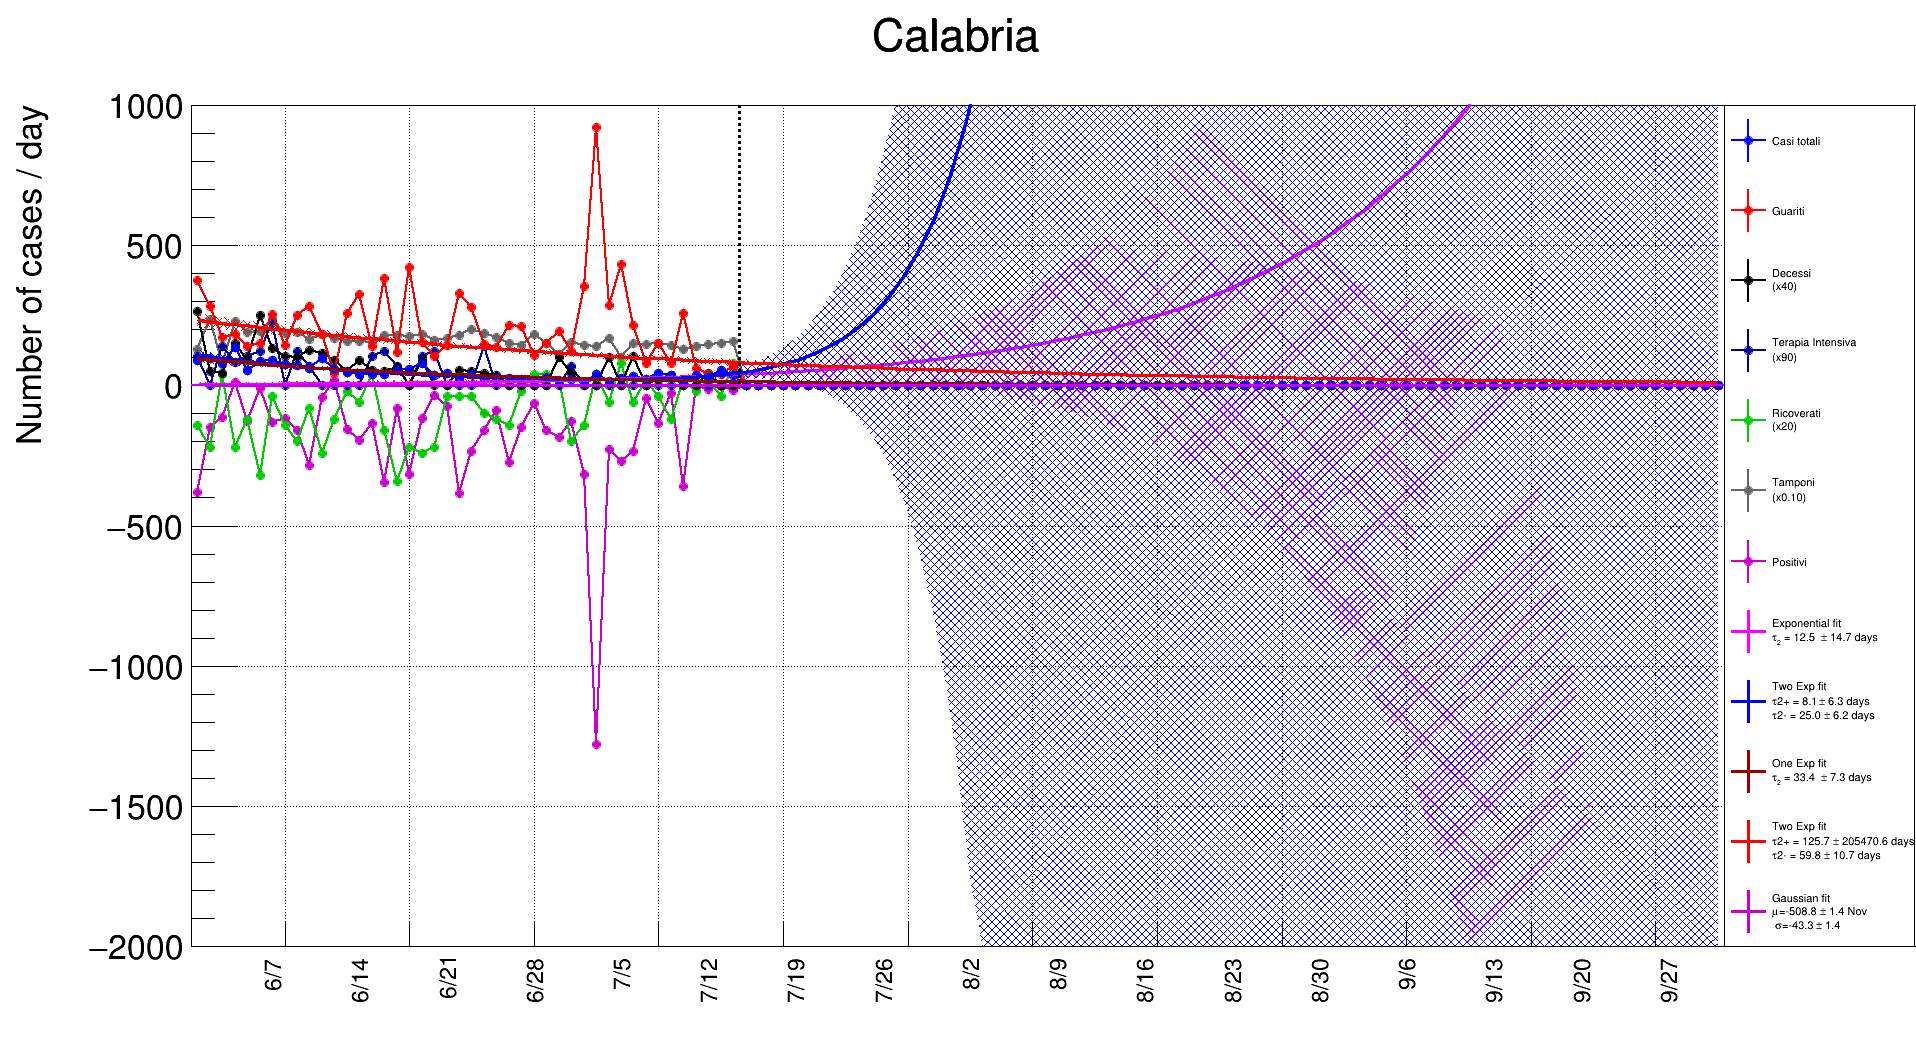 Calabria
Number of cases / day
1000
500
0
−500
−1000
−1500
−2000
6/7
6/14
6/21
6/28
7/5
7/12
7/19
7/26
8/2
8/9
8/16
8/23
8/30
9/6
9/13
9/20
9/27
Casi totali
Guariti
Decessi
(x40)
Terapia Intensiva
(x90)
Ricoverati
(x20)
Tamponi
(x0.10)
Positivi
Exponential fit
τ₂ = 12.5 ± 14.7 days
Two Exp fit
τ2+ = 8.1 ± 6.3 days
τ2- = 25.0 ± 6.2 days
One Exp fit
τ₂ = 33.4 ± 7.3 days
Two Exp fit
τ2+ = 125.7 ± 205470.6 days
τ2- = 59.8 ± 10.7 days
Gaussian fit
μ=-508.8 ± 1.4 Nov
σ=-43.3 ± 1.4